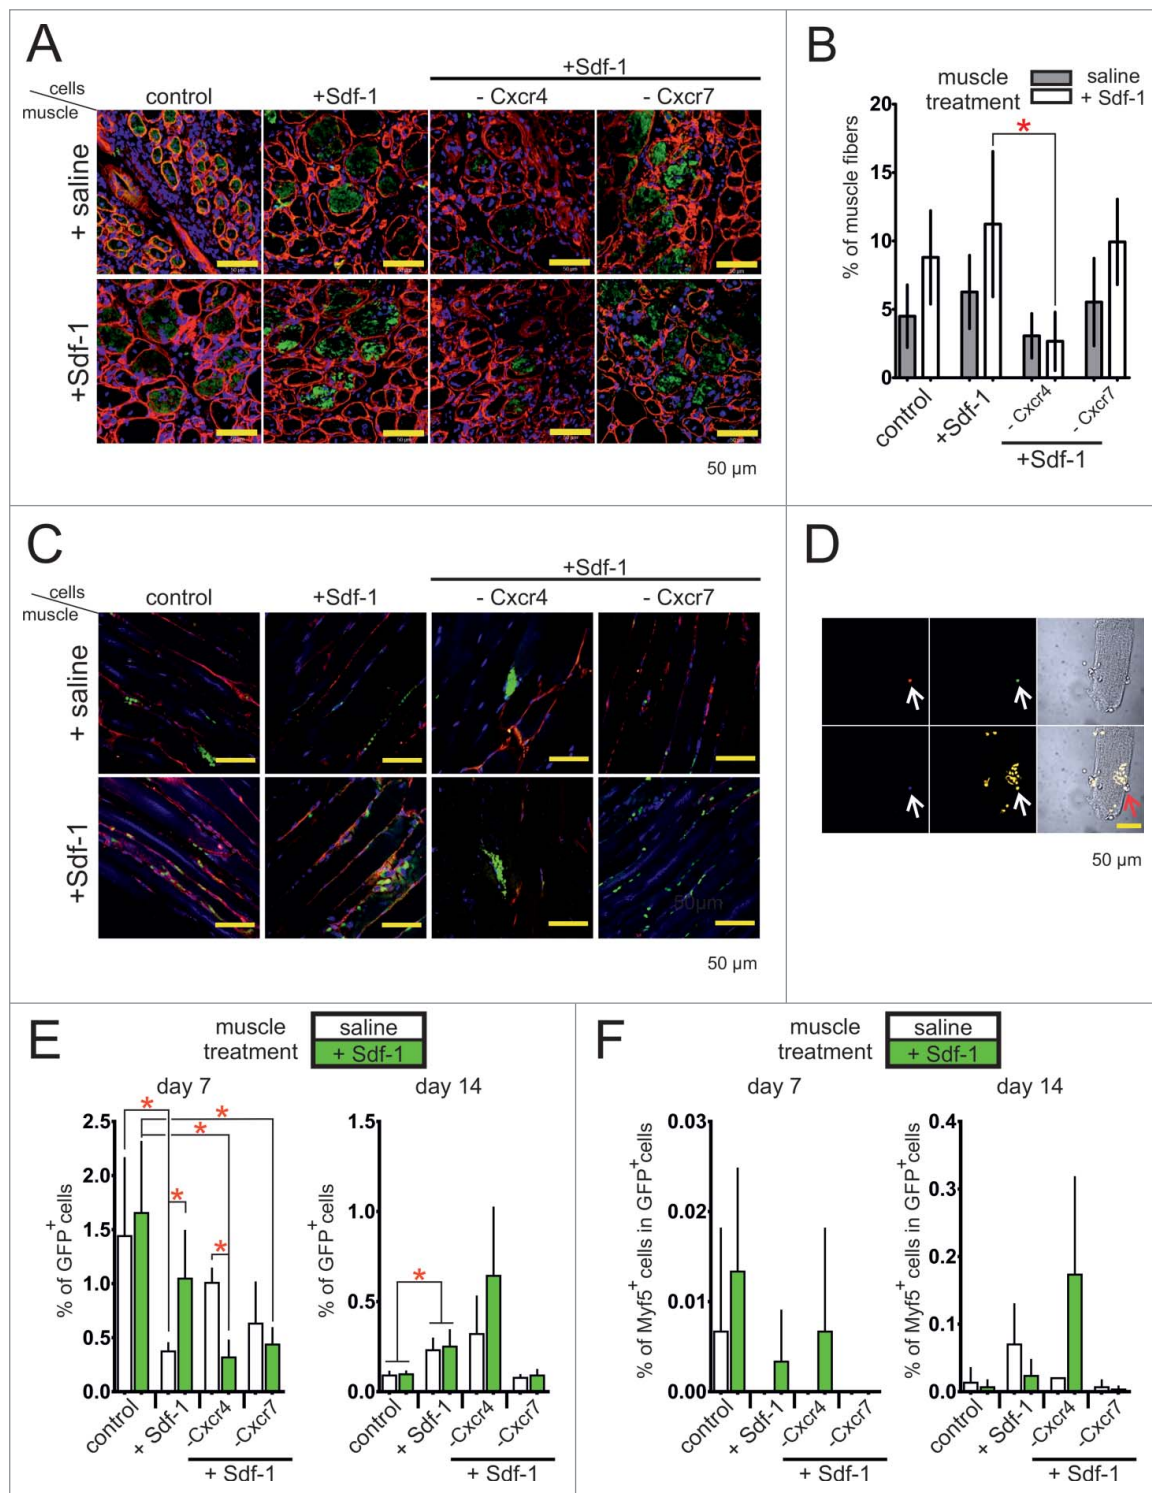 A
+Sdf-1
cells
muscle
control
+Sdf-1
- Cxcr4
- Cxcr7
+ saline
+Sdf-1
50 µm
B
muscle
treatment
saline
+ Sdf-1
*
% of muscle fibers
20
15
10
5
0
control
+Sdf-1
- Cxcr4
- Cxcr7
+Sdf-1
C
+Sdf-1
cells
muscle
control
+Sdf-1
- Cxcr4
- Cxcr7
+ saline
+Sdf-1
50µm
50 µm
D
50 µm
E
muscle
treatment
saline
+ Sdf-1
day 7
day 14
* * * * *
% of GFP+ cells
2.5
2.0
1.5
1.0
0.5
0.0
control
+ Sdf-1
-Cxcr4
-Cxcr7
+ Sdf-1
*
% of GFP+ cells
1.5
1.0
0.5
0.0
control
+ Sdf-1
-Cxcr4
-Cxcr7
+ Sdf-1
F
muscle
treatment
saline
+ Sdf-1
day 7
day 14
% of Myf5+ cells in GFP+cells
0.03
0.02
0.01
0.00
control
+ Sdf-1
-Cxcr4
-Cxcr7
+ Sdf-1
% of Myf5+ cells in GFP+cells
0.4
0.3
0.2
0.1
0.0
control
+ Sdf-1
-Cxcr4
-Cxcr7
+ Sdf-1